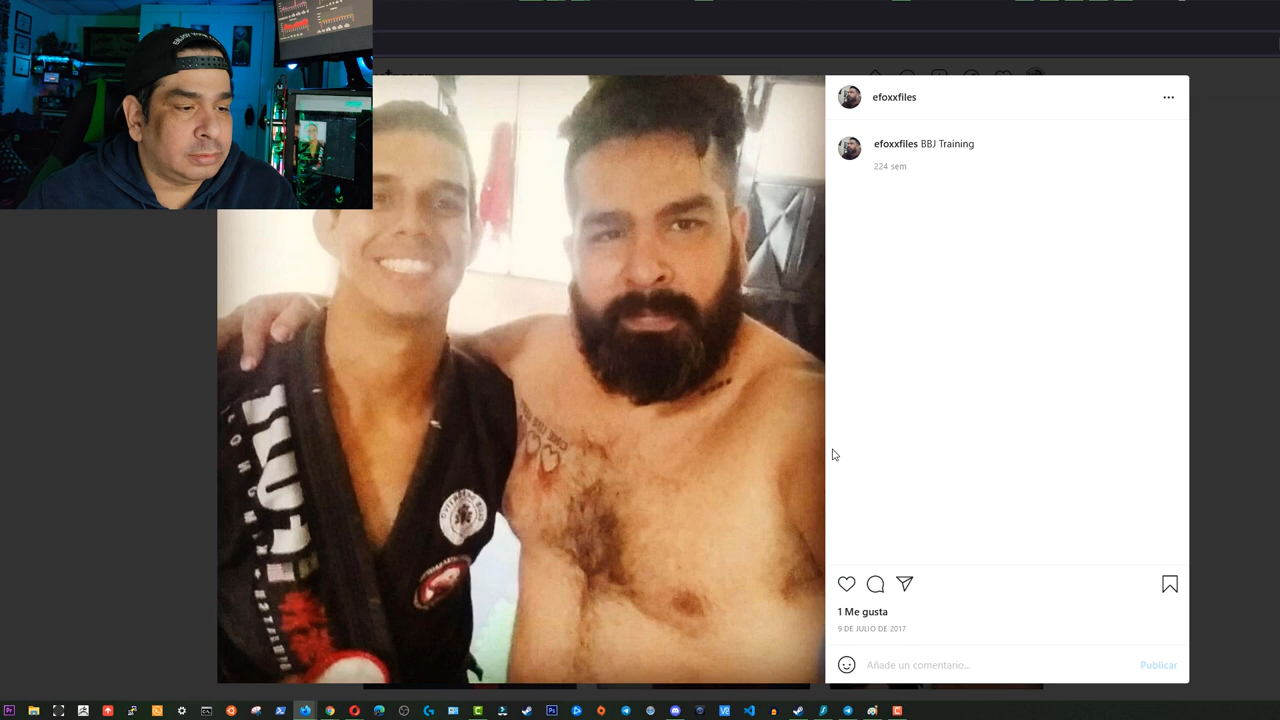 efoxxfiles
efoxxfiles BBJ Training
224 sem
1 Me gusta
9 DE JULIO DE 2017
Añade un comentario...
Publicar